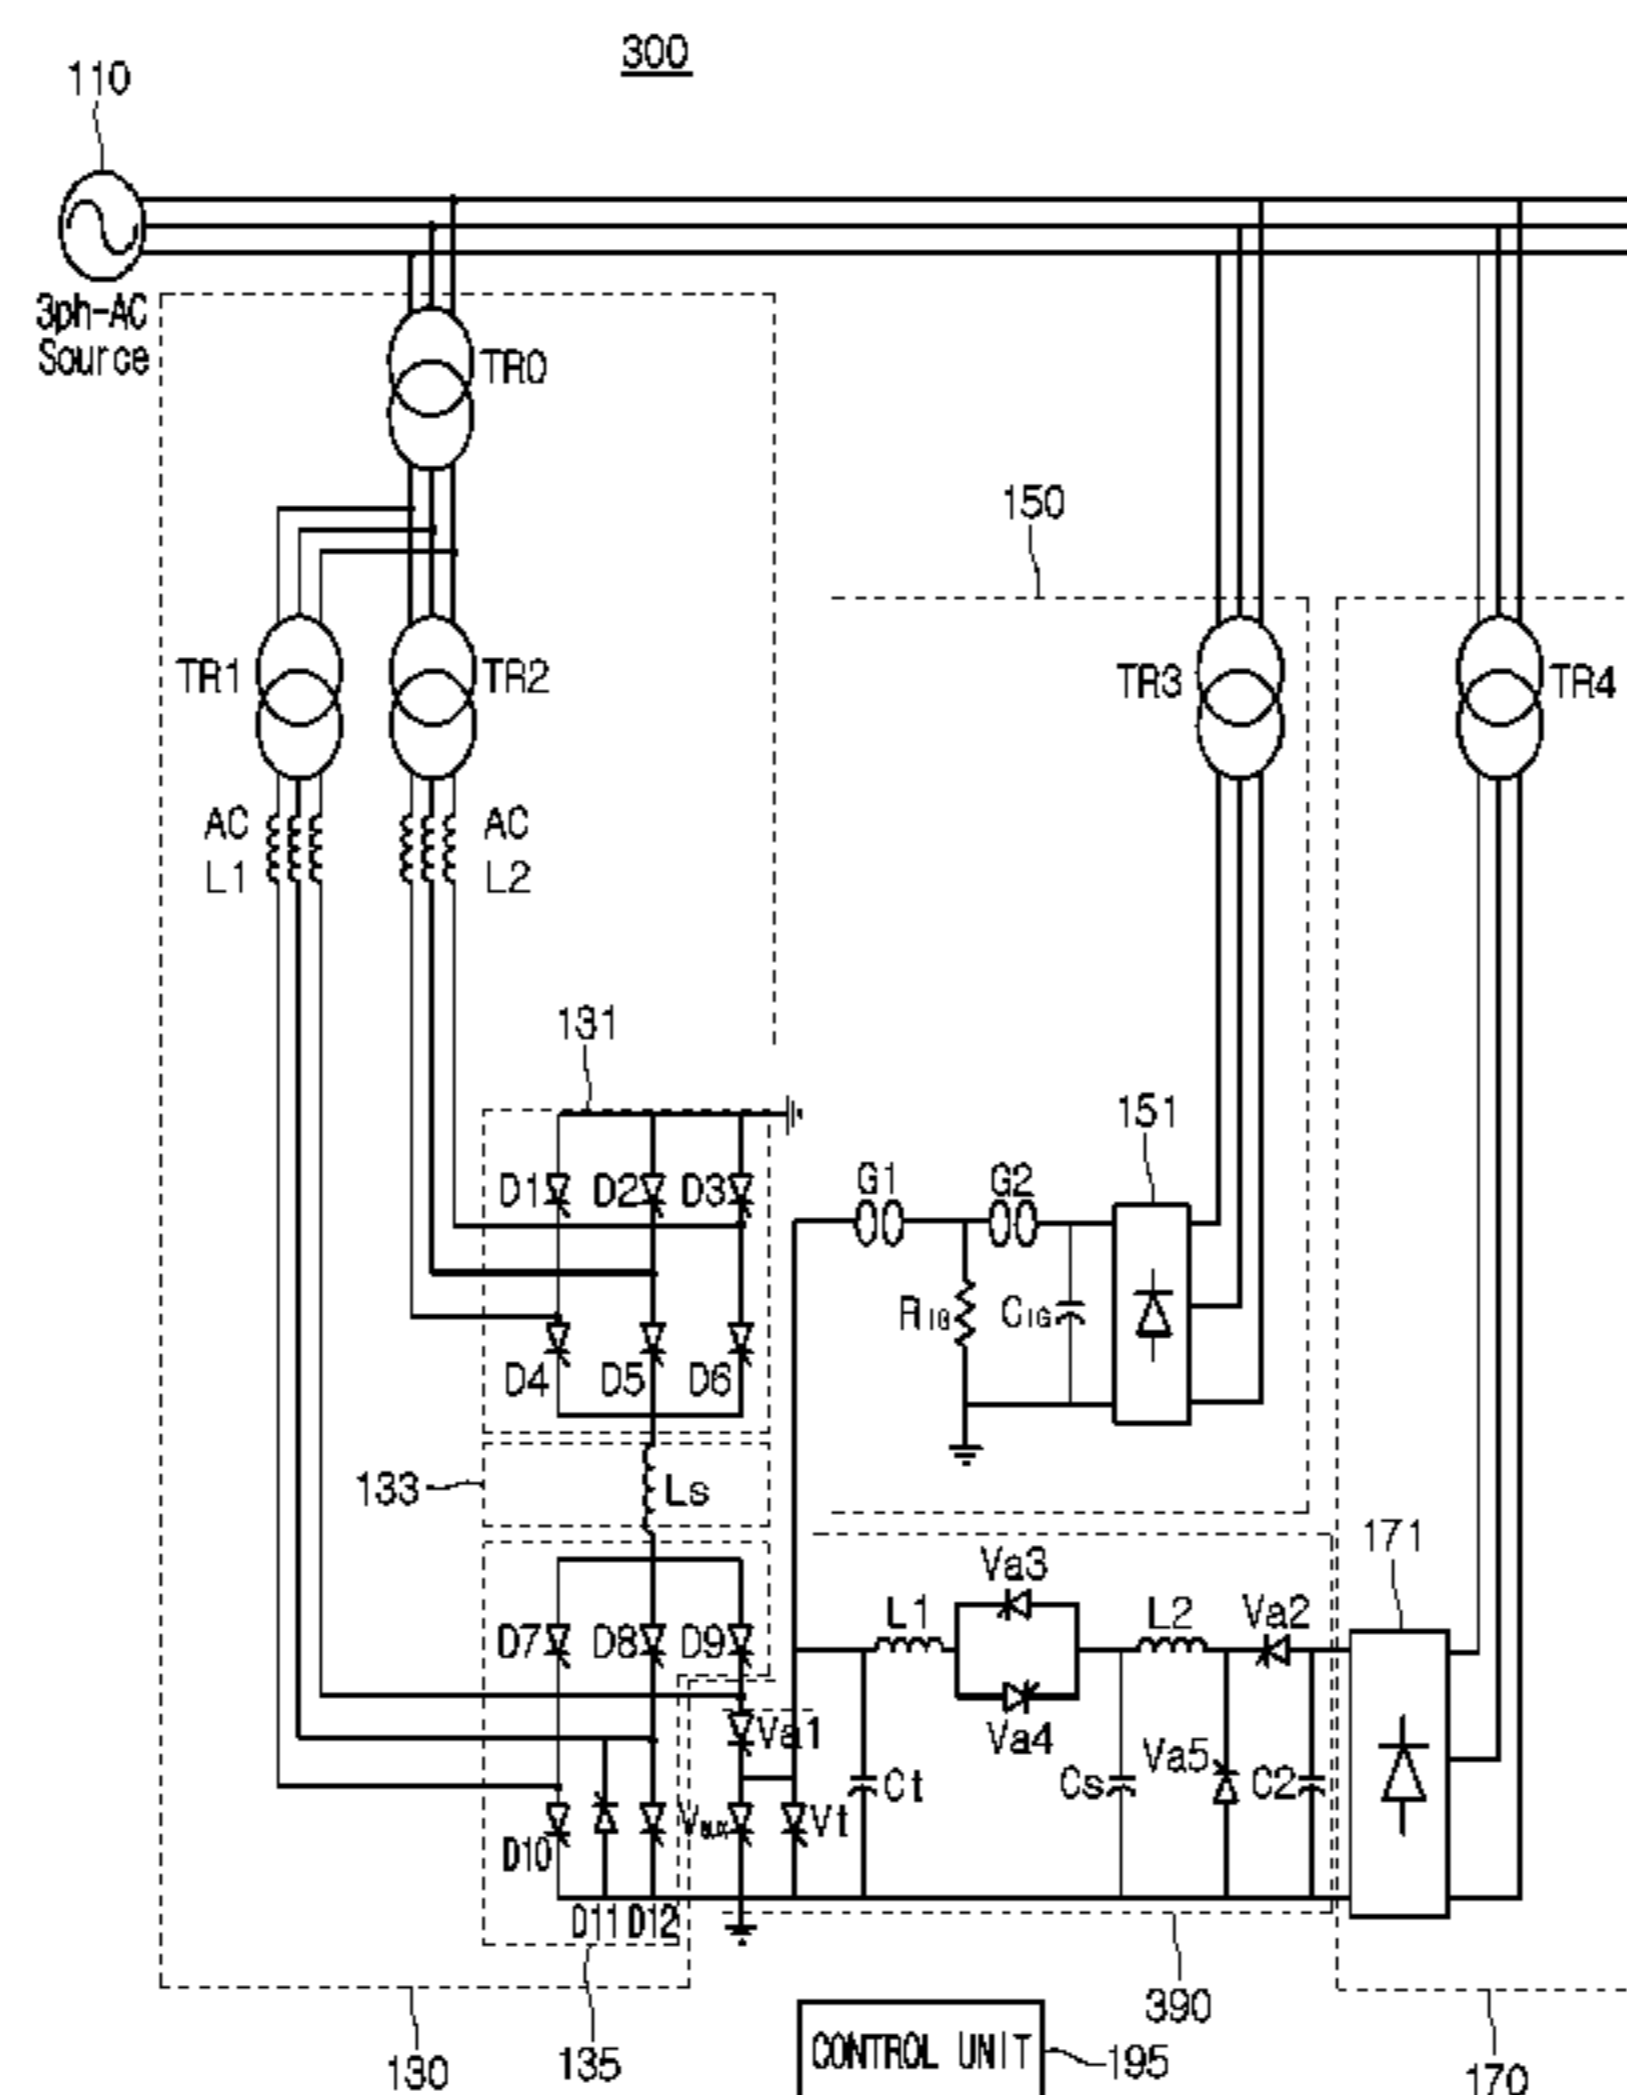 300
110
3ph-AC
Source
TR0
150
TR1
TR2
TR3
TR4
AC
L1
AC
L2
131
151
D1
D2
D3
G1
G2
RIG
CIG
D4
D5
D6
133
Ls
171
Va3
L1
L2
Va2
D7
D8
D9
Va1
Va4
Va5
Ct
Cs
C2
Vt
D10
D11
D12
390
CONTROL UNIT
195
130
135
170